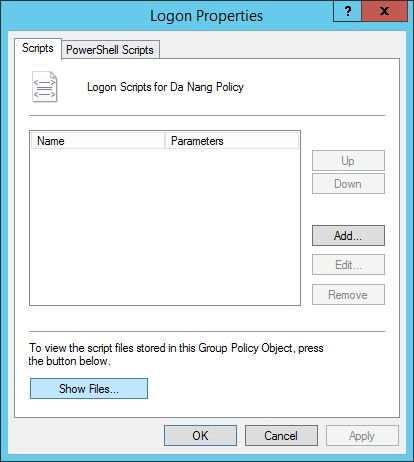 Logon Properties
?
x
Scripts
PowerShell Scripts
Logon Scripts for Da Nang Policy
Name
Parameters
Up
Down
Add...
Edit...
Remove
To view the script files stored in this Group Policy Object, press
the button below.
Show Files...
OK
Cancel
Apply